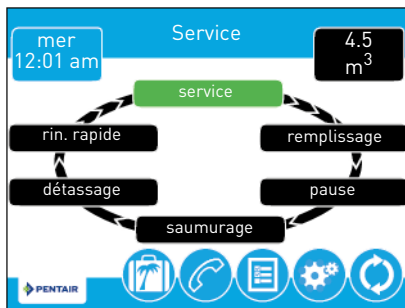 mer
12:01 am
Service
4.5
m³
service
rin. rapide
remplissage
détassage
pause
saumurage
PENTAIR